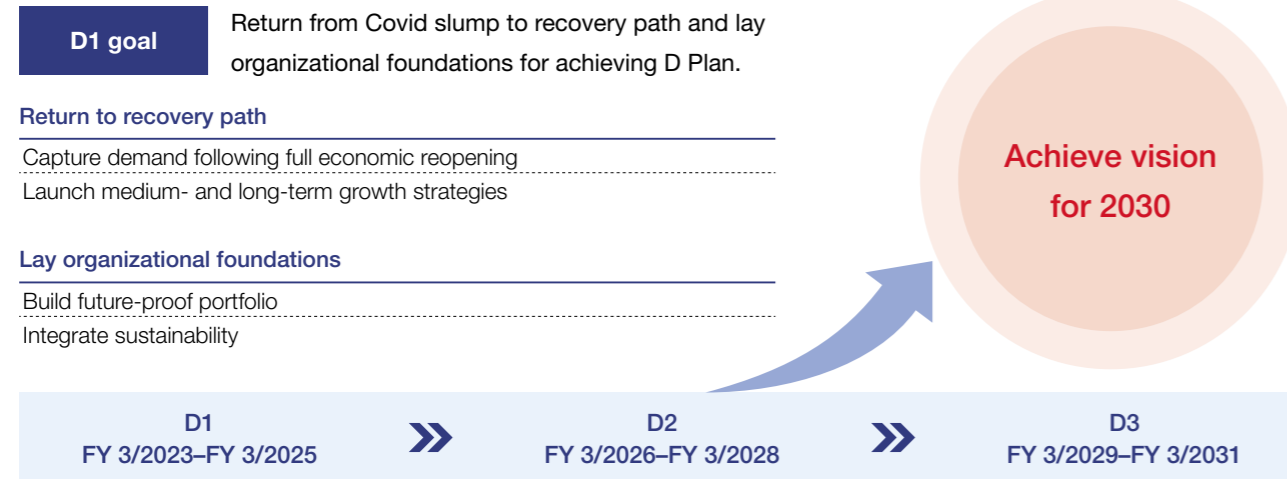 D1 goal
Return from Covid slump to recovery path and lay
organizational foundations for achieving D Plan.
Return to recovery path
Capture demand following full economic reopening
Launch medium- and long-term growth strategies
Lay organizational foundations
Build future-proof portfolio
Integrate sustainability
Achieve vision
for 2030
D1
FY 3/2023–FY 3/2025
D2
FY 3/2026–FY 3/2028
D3
FY 3/2029–FY 3/2031